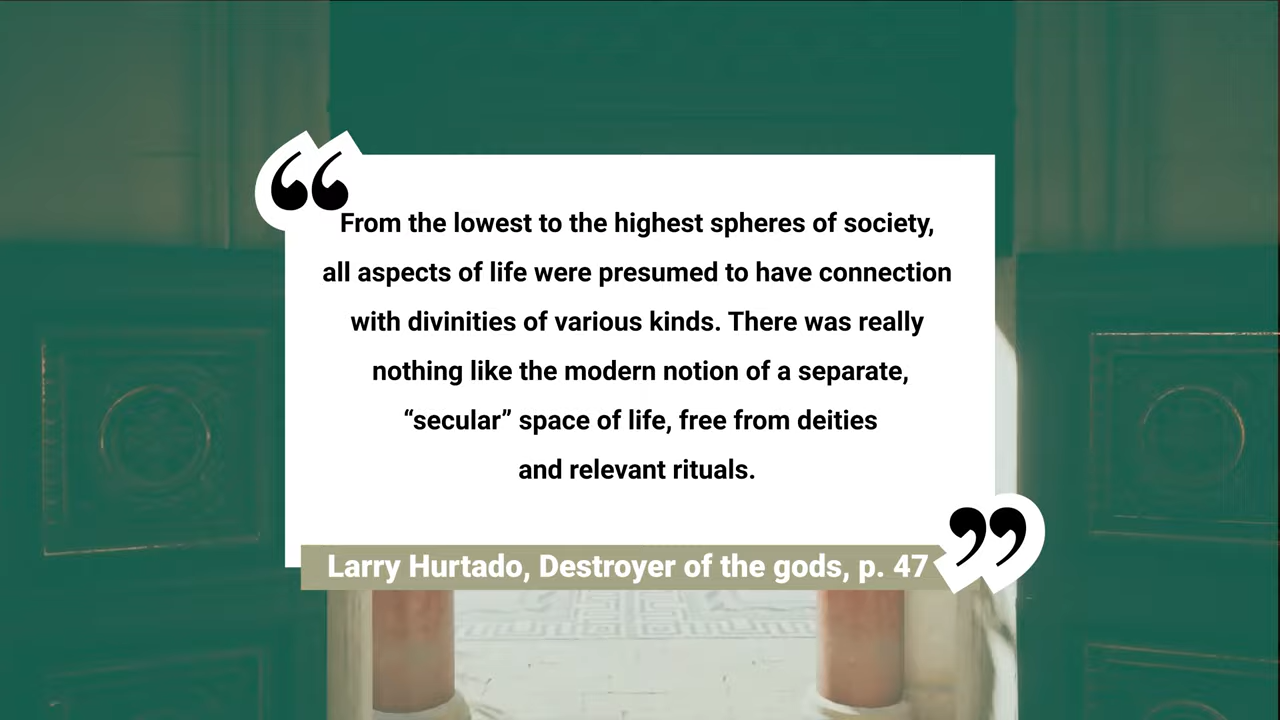 “
From the lowest to the highest spheres of society,
all aspects of life were presumed to have connection
with divinities of various kinds. There was really
nothing like the modern notion of a separate,
“secular” space of life, free from deities
and relevant rituals.
”
Larry Hurtado, Destroyer of the gods, p. 47